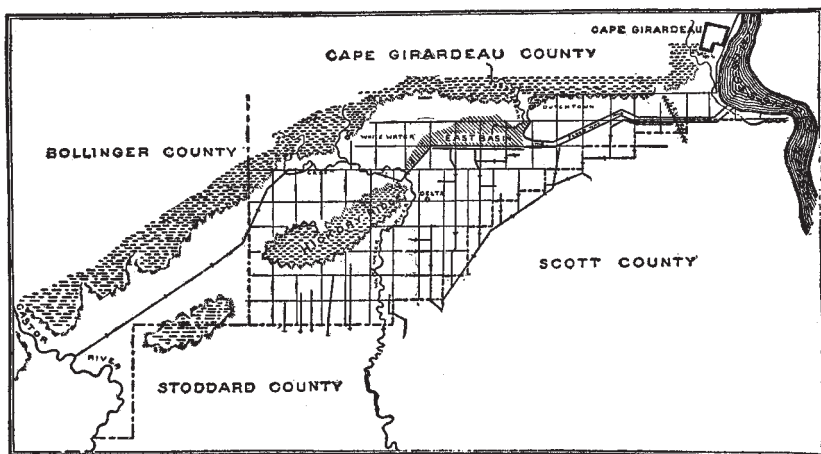 CAPE GIRARDEAU
CAPE GIRARDEAU COUNTY
DUTCHTOWN
WHITE WATER
EAST BASIN
BOLLINGER COUNTY
DELTA
SCOTT COUNTY
CASTOR
RIVER
STODDARD COUNTY